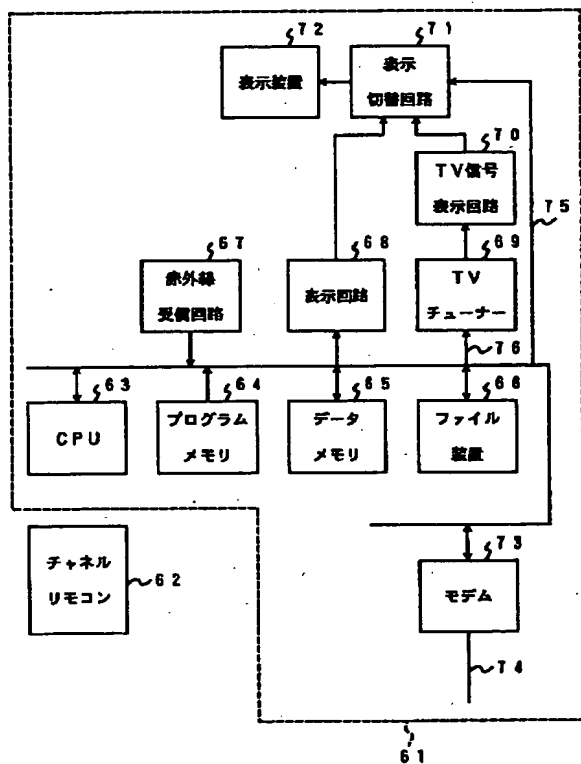 72
71
表示装置
表示
切替回路
70
TV信号
表示回路
75
67
68
69
赤外線
受信回路
表示回路
TV
チューナー
76
63
64
65
66
CPU
プログラム
メモリ
データ
メモリ
ファイル
装置
73
チャネル
リモコン
62
モデム
74
61